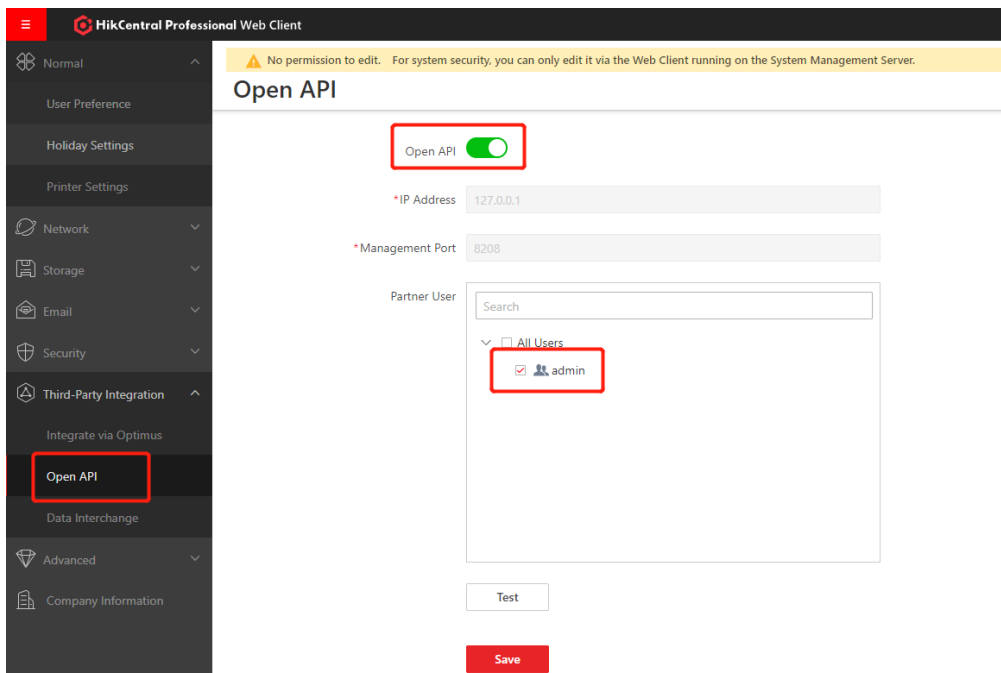 HikCentral Professional Web Client
Normal
User Preference
Holiday Settings
Printer Settings
Network
Storage
Email
Security
Third-Party Integration
Integrate via Optimus
Open API
Data Interchange
Advanced
Company Information
No permission to edit. For system security, you can only edit it via the Web Client running on the System Management Server.
Open API
Open API
*IP Address 127.0.0.1
*Management Port 8208
Partner User
Search
All Users
admin
Test
Save